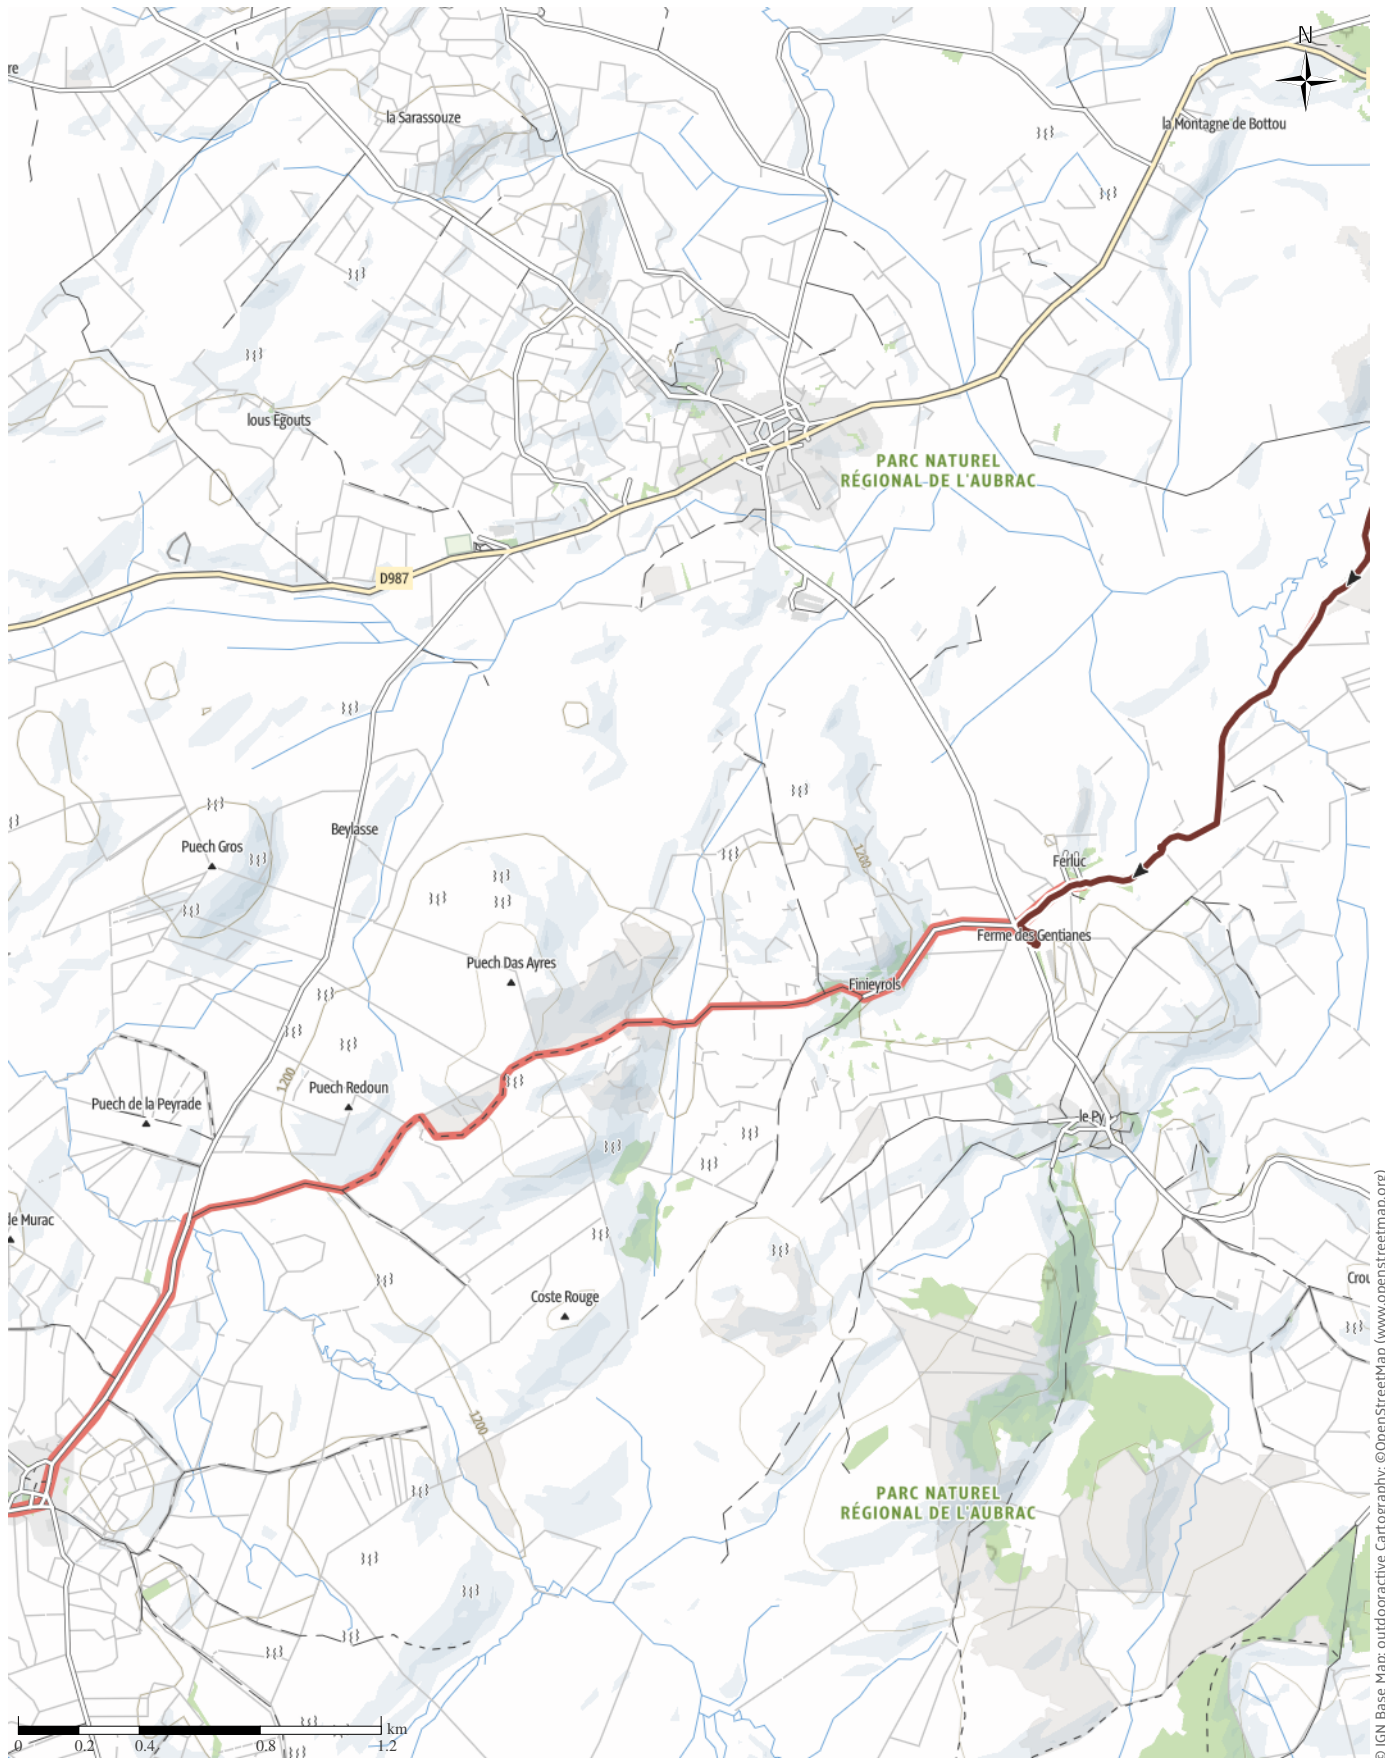 N
re
la Sarassouze
la Montagne de Bottou
lous Egouts
PARC NATUREL
RÉGIONAL DE L'AUBRAC
D987
Beylasse
Puech Gros
1200
Ferluc
Ferme des Gentianes
Puech Das Ayres
Finieyrols
1200
Puech Redoun
Puech de la Peyrade
le Py
de Murac
Crou
Coste Rouge
1200
PARC NATUREL
RÉGIONAL DE L'AUBRAC
km
0 0.2 0.4 0.8 1.2
IGN Base Map: outdooractive Cartography: ©OpenStreetMap (www.openstreetmap.org)